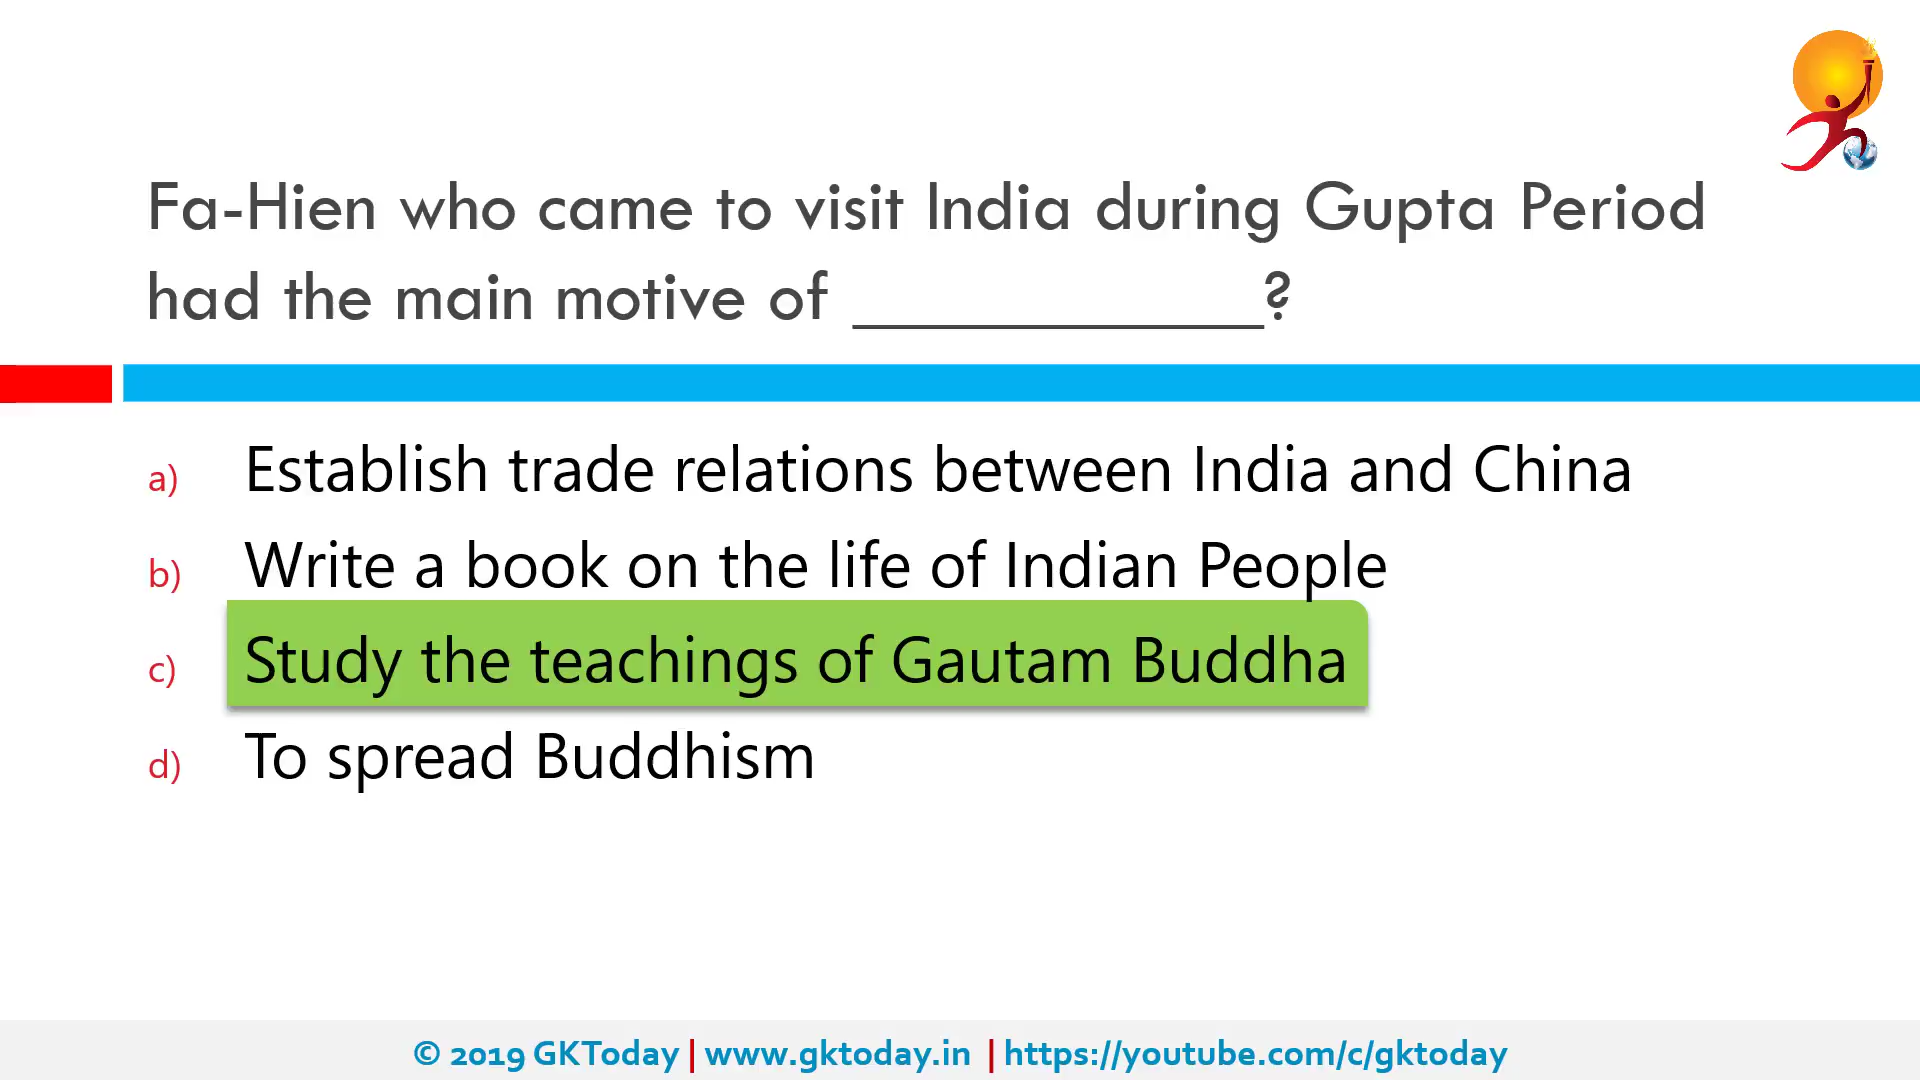 Fa-Hien who came to visit India during Gupta Period
had the main motive of ____________?
a) Establish trade relations between India and China
b) Write a book on the life of Indian People
c) Study the teachings of Gautam Buddha
d) To spread Buddhism
© 2019 GKToday | www.gktoday.in | https://youtube.com/c/gktoday